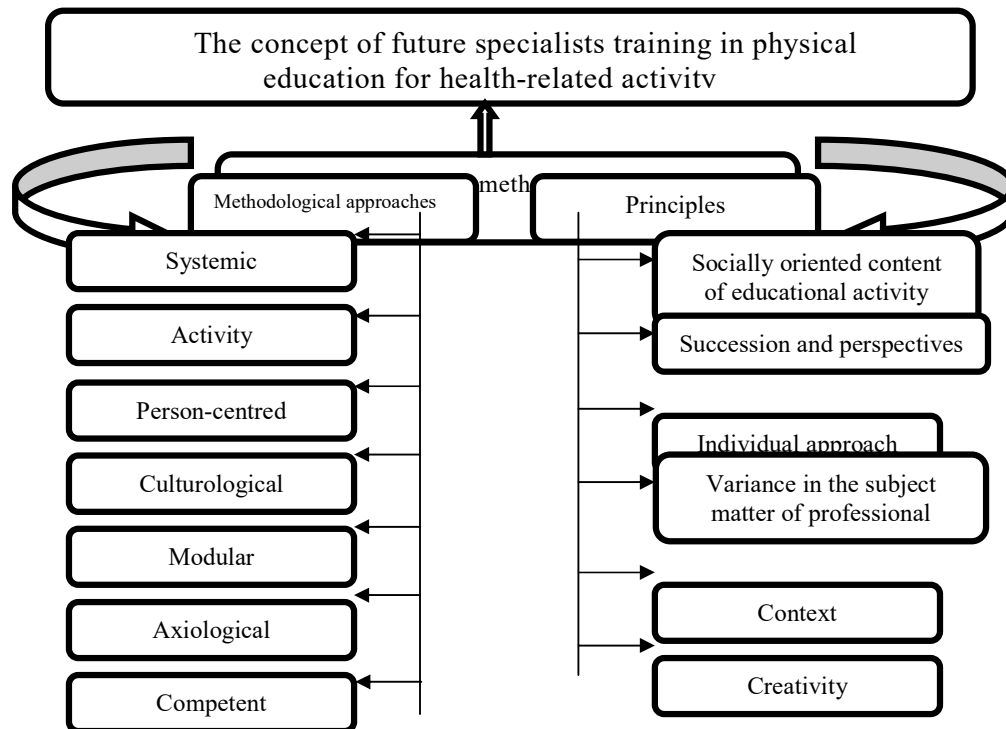 The concept of future specialists training in physical
education for health-related activity
meth
Methodological approaches
Principles
Systemic
Activity
Person-centred
Culturological
Modular
Axiological
Competent
Socially oriented content
of educational activity
Succession and perspectives
Individual approach
Variance in the subject
matter of professional
Context
Creativity